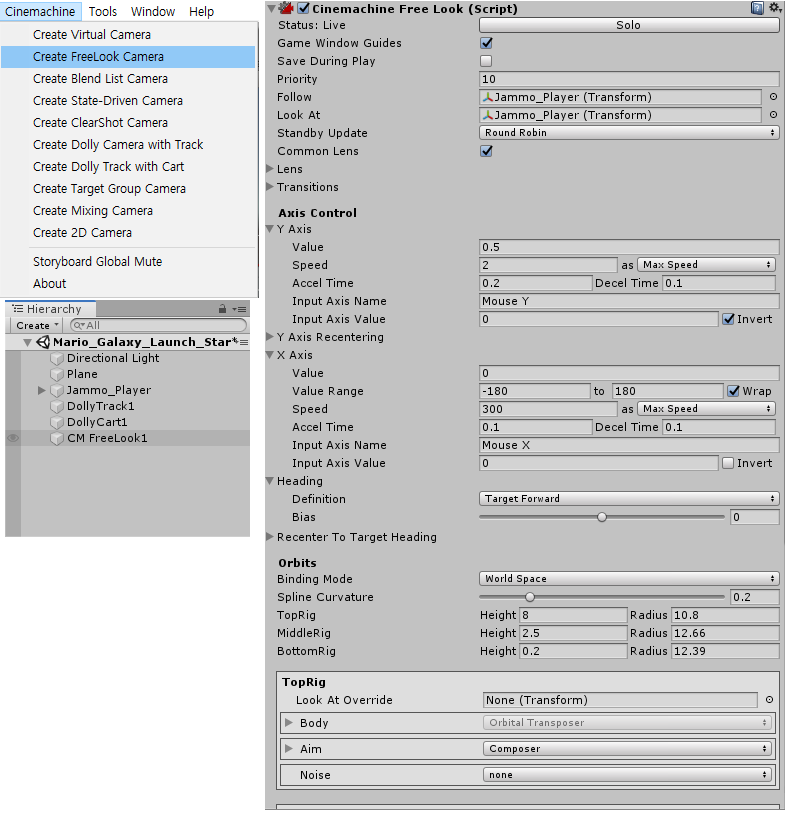 Cinemachine Tools Window Help
Create Virtual Camera
Create FreeLook Camera
Create Blend List Camera
Create State-Driven Camera
Create ClearShot Camera
Create Dolly Camera with Track
Create Dolly Track with Cart
Create Target Group Camera
Create Mixing Camera
Create 2D Camera
Storyboard Global Mute
About
Hierarchy
Create All
Mario_Galaxy_Launch_Star*
Directional Light
Plane
Jammo_Player
DollyTrack1
DollyCart1
CM FreeLook1
Cinemachine Free Look (Script)
Status: Live Solo
Game Window Guides
Save During Play
Priority 10
Follow Jammo_Player (Transform)
Look At Jammo_Player (Transform)
Standby Update Round Robin
Common Lens
Lens
Transitions
Axis Control
Y Axis
Value 0.5
Speed 2 as Max Speed
Accel Time 0.2 Decel Time 0.1
Input Axis Name Mouse Y
Input Axis Value 0 Invert
Y Axis Recentering
X Axis
Value 0
Value Range -180 to 180 Wrap
Speed 300 as Max Speed
Accel Time 0.1 Decel Time 0.1
Input Axis Name Mouse X
Input Axis Value 0 Invert
Heading
Definition Target Forward
Bias 0
Recenter To Target Heading
Orbits
Binding Mode World Space
Spline Curvature 0.2
TopRig Height 8 Radius 10.8
MiddleRig Height 2.5 Radius 12.66
BottomRig Height 0.2 Radius 12.39
TopRig
Look At Override None (Transform)
Body Orbital Transposer
Aim Composer
Noise none